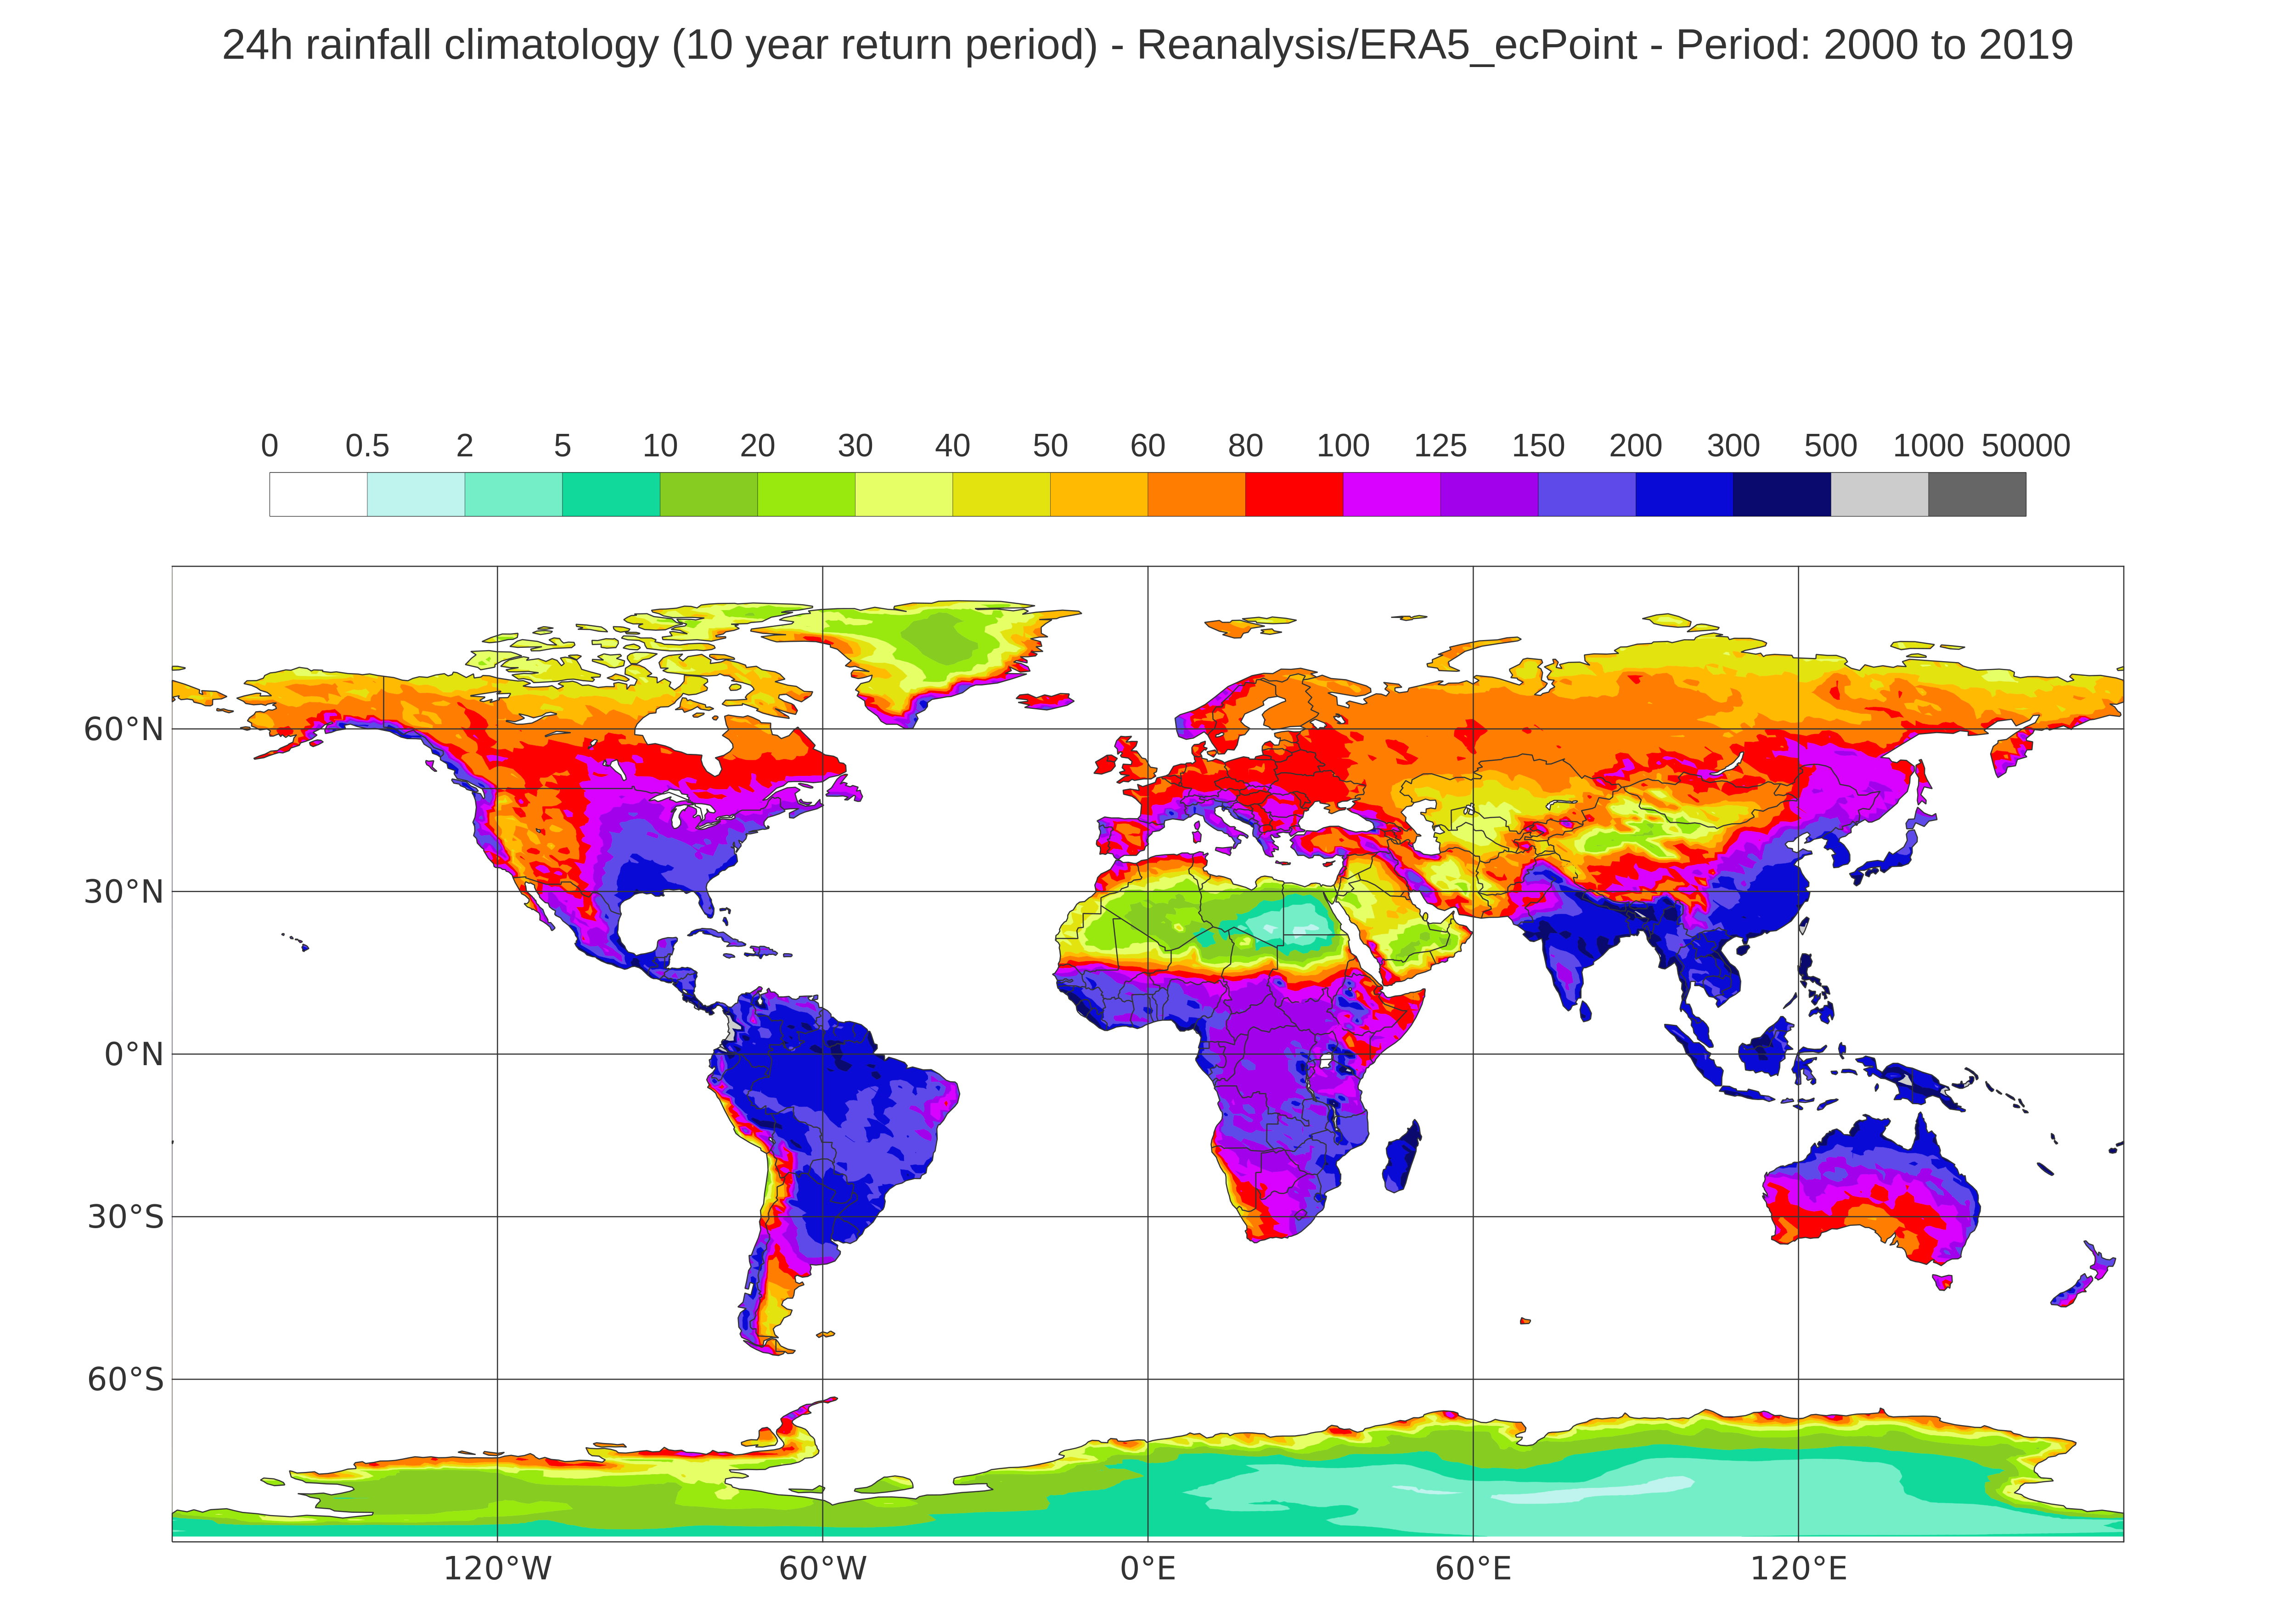 24h rainfall climatology (10 year return period) - Reanalysis/ERA5_ecPoint - Period: 2000 to 2019
0 0.5 2 5 10 20 30 40 50 60 80 100 125 150 200 300 500 1000 50000
60°N
30°N
0°N
30°S
60°S
120°W 60°W 0°E 60°E 120°E